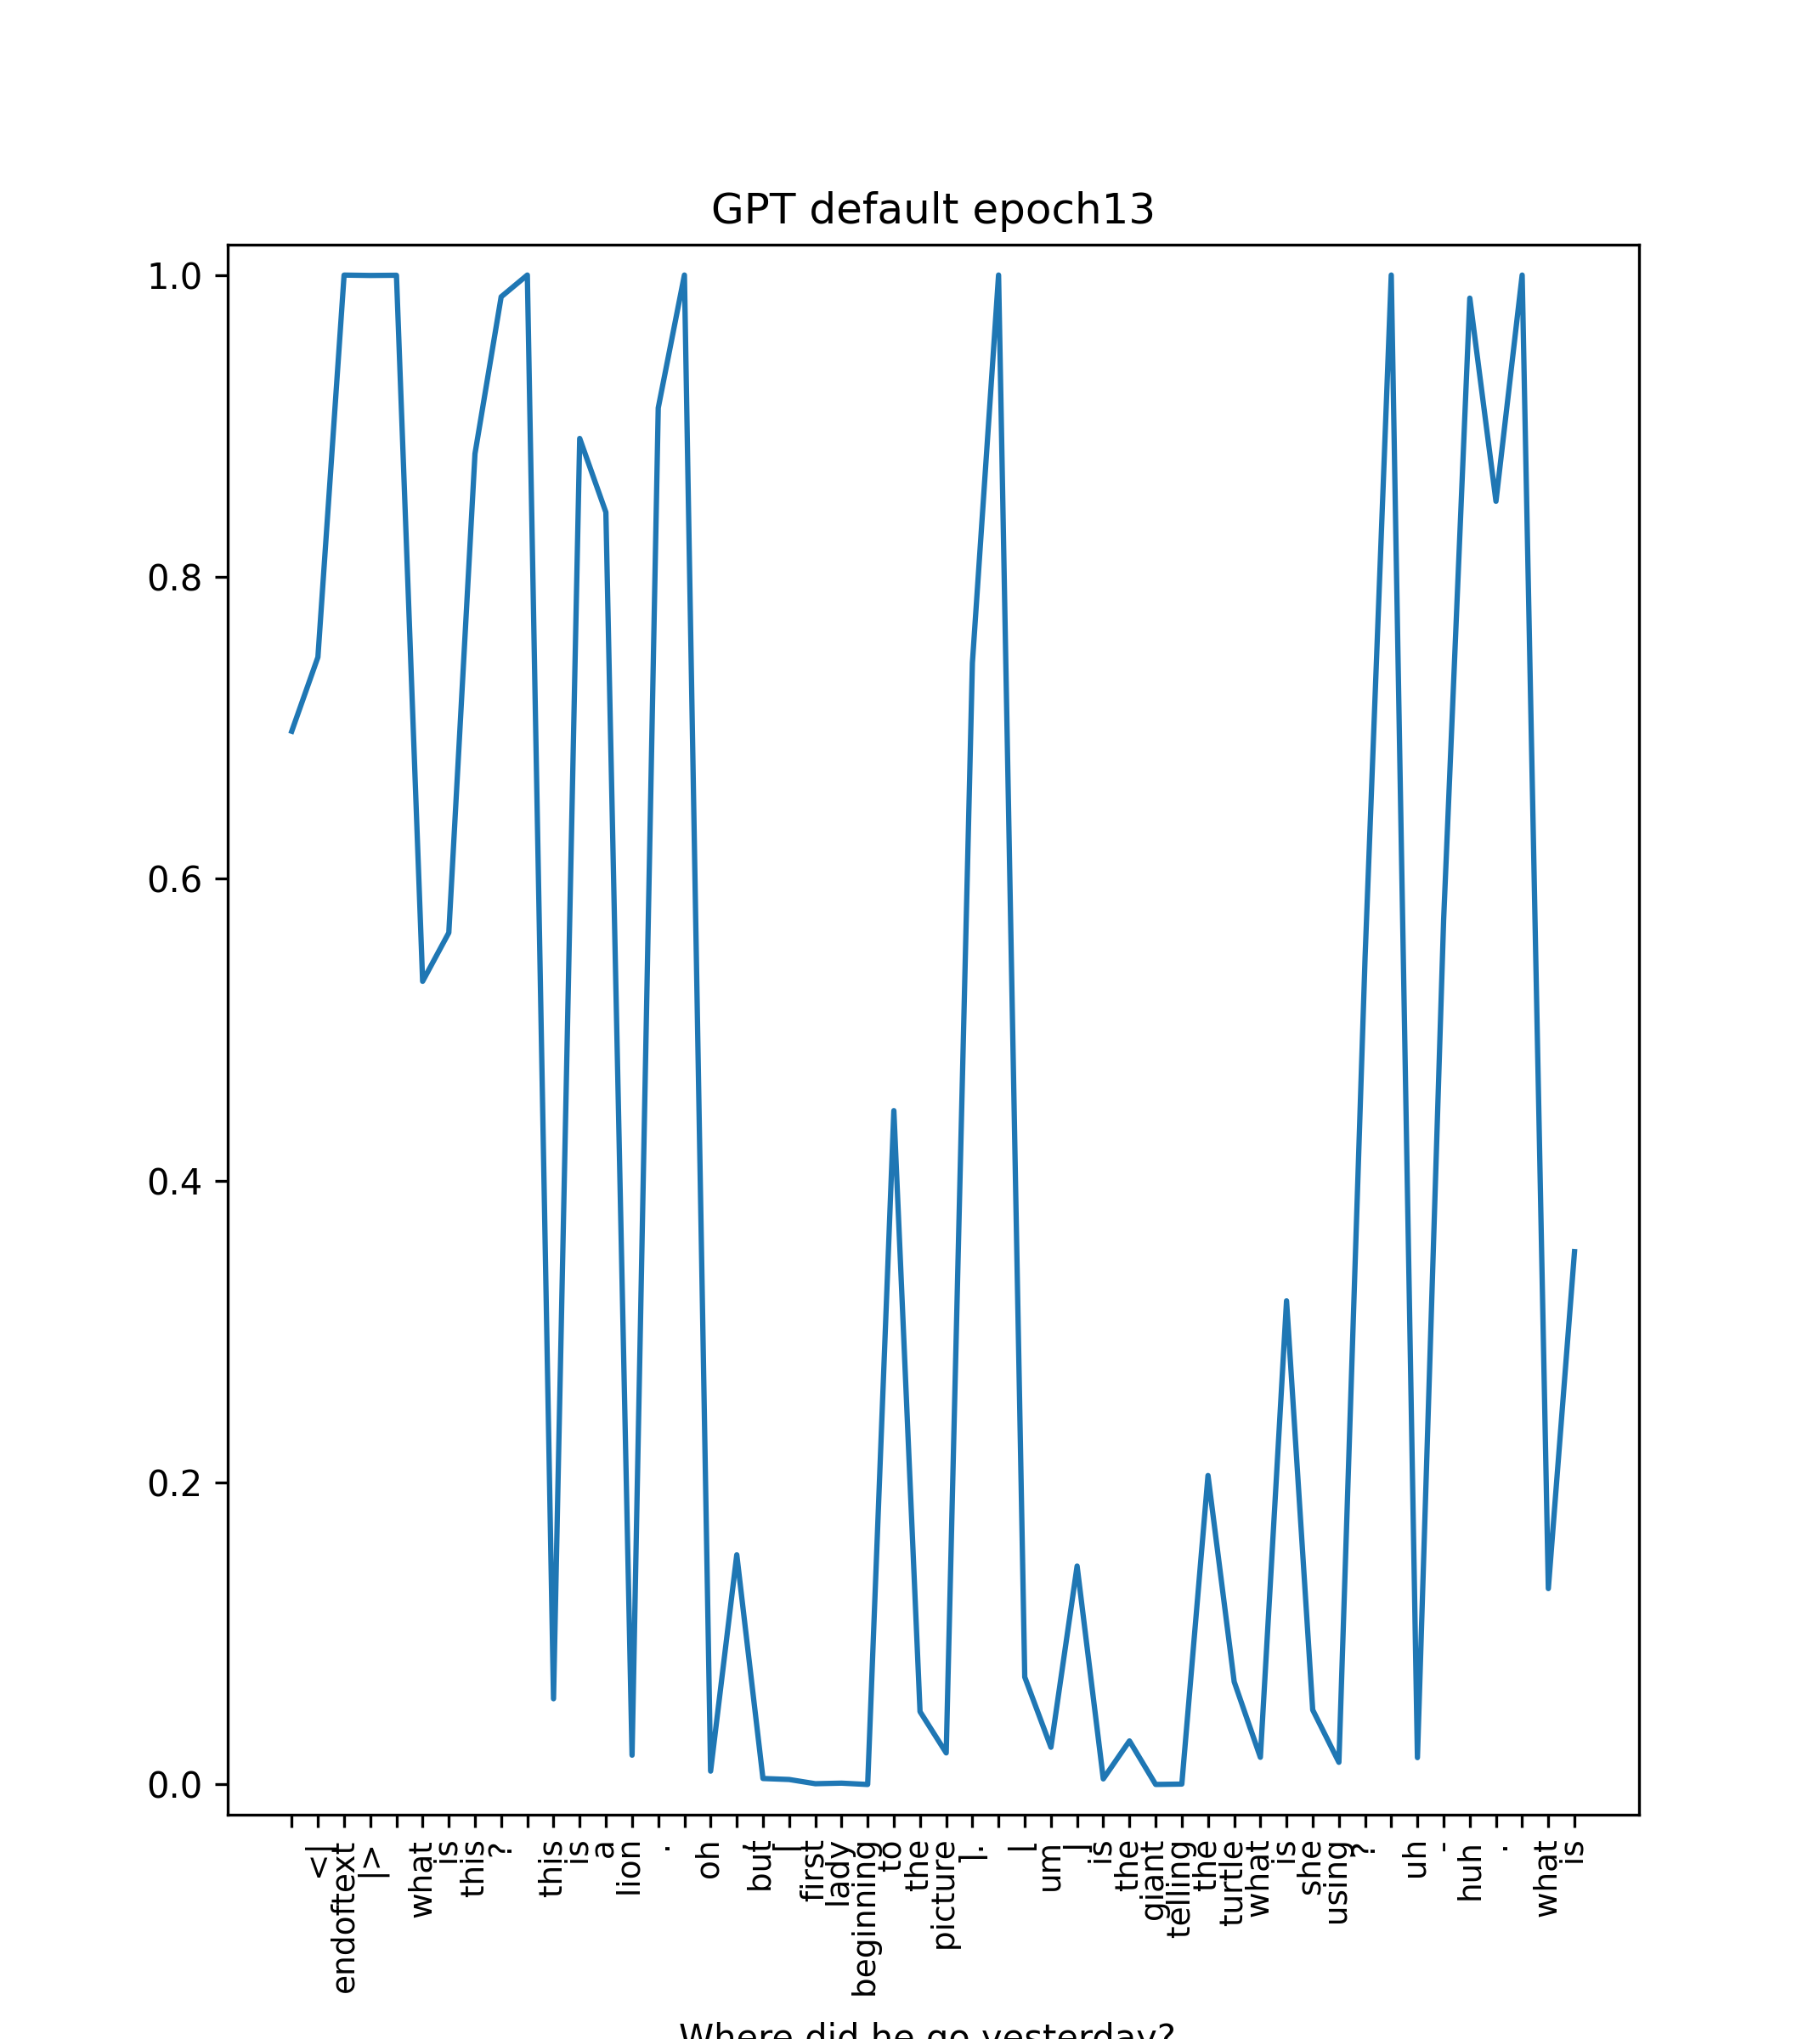 GPT default epoch13
1.0
0.8
0.6
0.4
0.2
0.0
<| endoftext |> what is this ? this is a lion . oh , but [ first lady beginning to the picture ]. [ um ] is the giant telling the turtle what is she using ? uh - huh . what is
Where did he go yesterday?